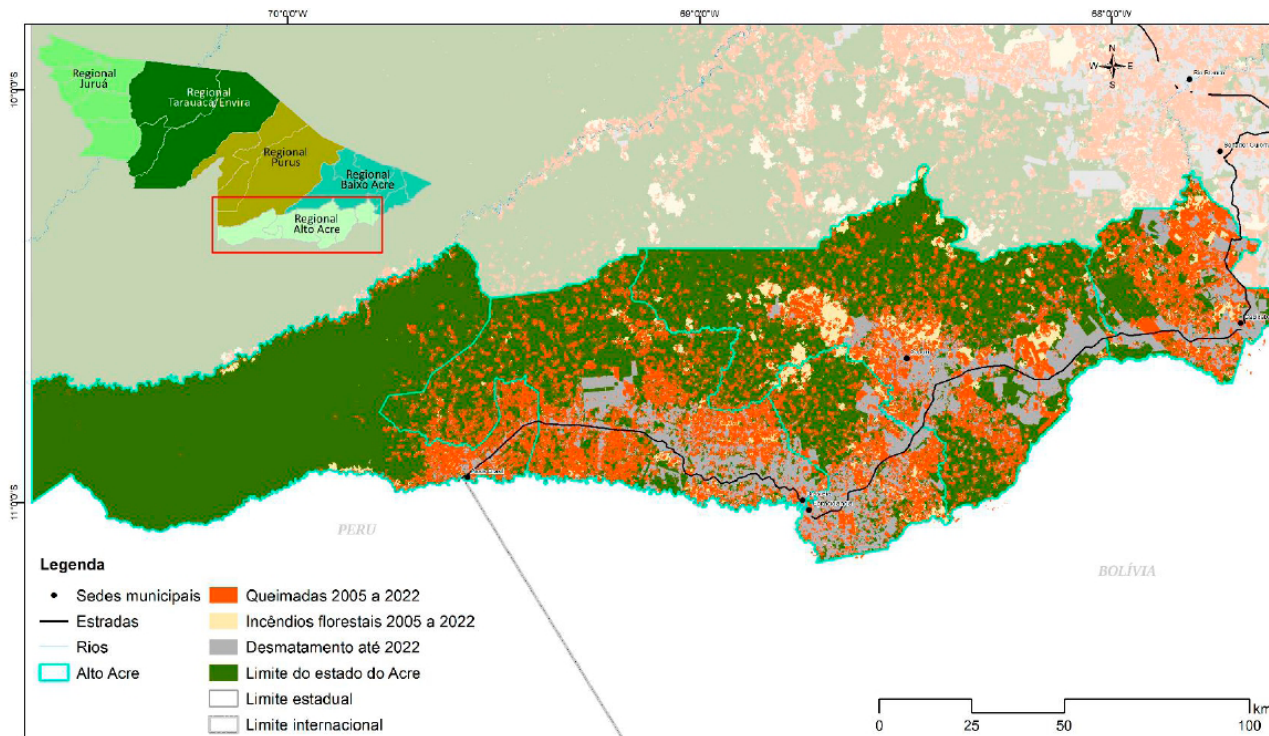 70°0'0"W
69°0'0"W
68°0'0"W
10°0'0"S
11°0'0"S
Regional
Juruá
Regional
Tarauacá/Envira
Regional
Purus
Regional
Baixo Acre
Regional
Alto Acre
N
W E
S
Rio Branco
PERU
BOLÍVIA
Legenda
Sedes municipais
Estradas
Rios
Alto Acre
Queimadas 2005 a 2022
Incêndios florestais 2005 a 2022
Desmatamento até 2022
Limite do estado do Acre
Limite estadual
Limite internacional
km
0 25 50 100